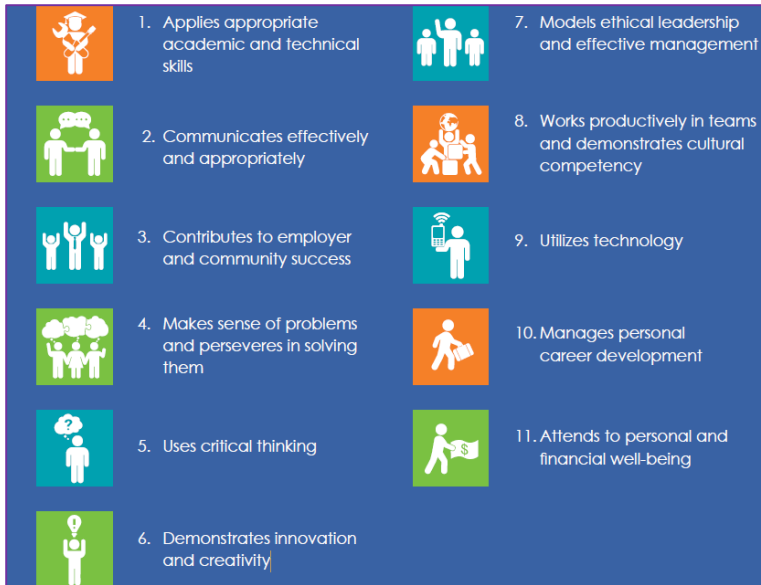 1. Applies appropriate
academic and technical
skills
2. Communicates effectively
and appropriately
3. Contributes to employer
and community success
4. Makes sense of problems
and perseveres in solving
them
5. Uses critical thinking
6. Demonstrates innovation
and creativity
7. Models ethical leadership
and effective management
8. Works productively in teams
and demonstrates cultural
competency
9. Utilizes technology
10. Manages personal
career development
11. Attends to personal and
financial well-being